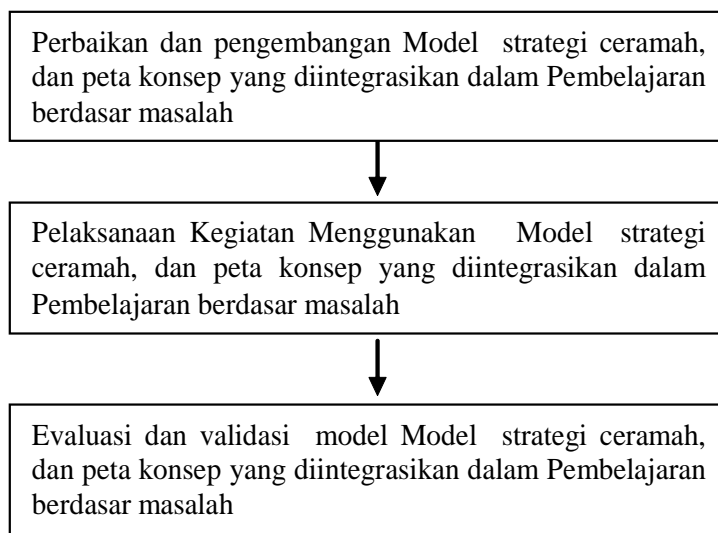 Perbaikan dan pengembangan Model strategi ceramah,
dan peta konsep yang diintegrasikan dalam Pembelajaran
berdasar masalah
Pelaksanaan Kegiatan Menggunakan Model strategi
ceramah, dan peta konsep yang diintegrasikan dalam
Pembelajaran berdasar masalah
Evaluasi dan validasi model Model strategi ceramah,
dan peta konsep yang diintegrasikan dalam Pembelajaran
berdasar masalah